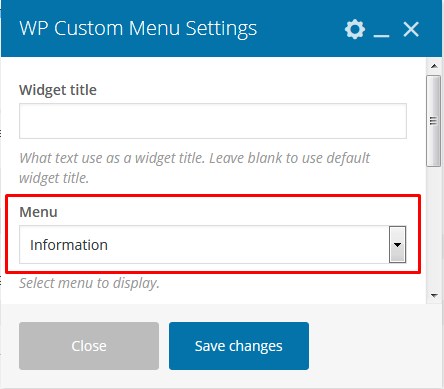 WP Custom Menu Settings
Widget title
What text use as a widget title. Leave blank to use default
widget title.
Menu
Information
Select menu to display.
Close
Save changes